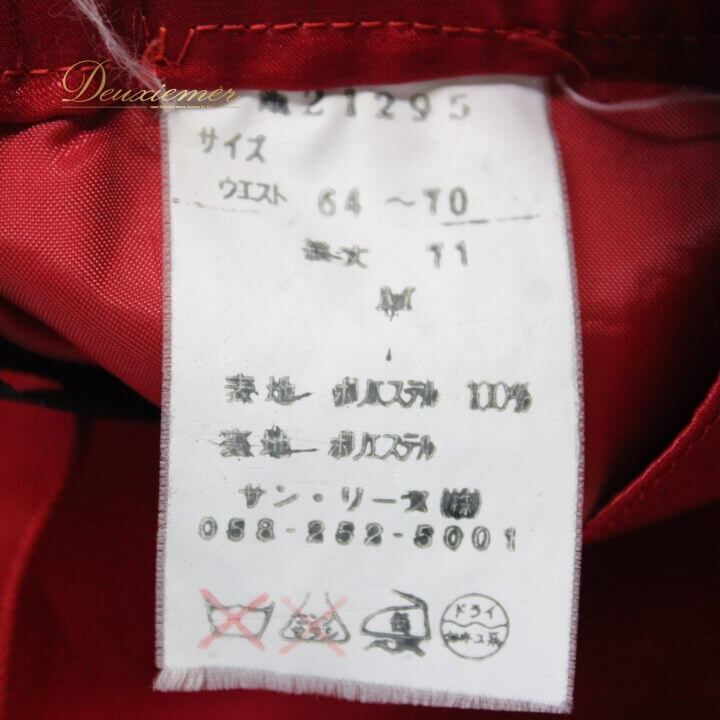 Deuxiemer
21295
サイズ
ウエスト 64～70
総丈 71
M
表地 ポリエステル 100%
裏地 ポリエステル
サン・リーズ㈱
058-252-5001
ドライ